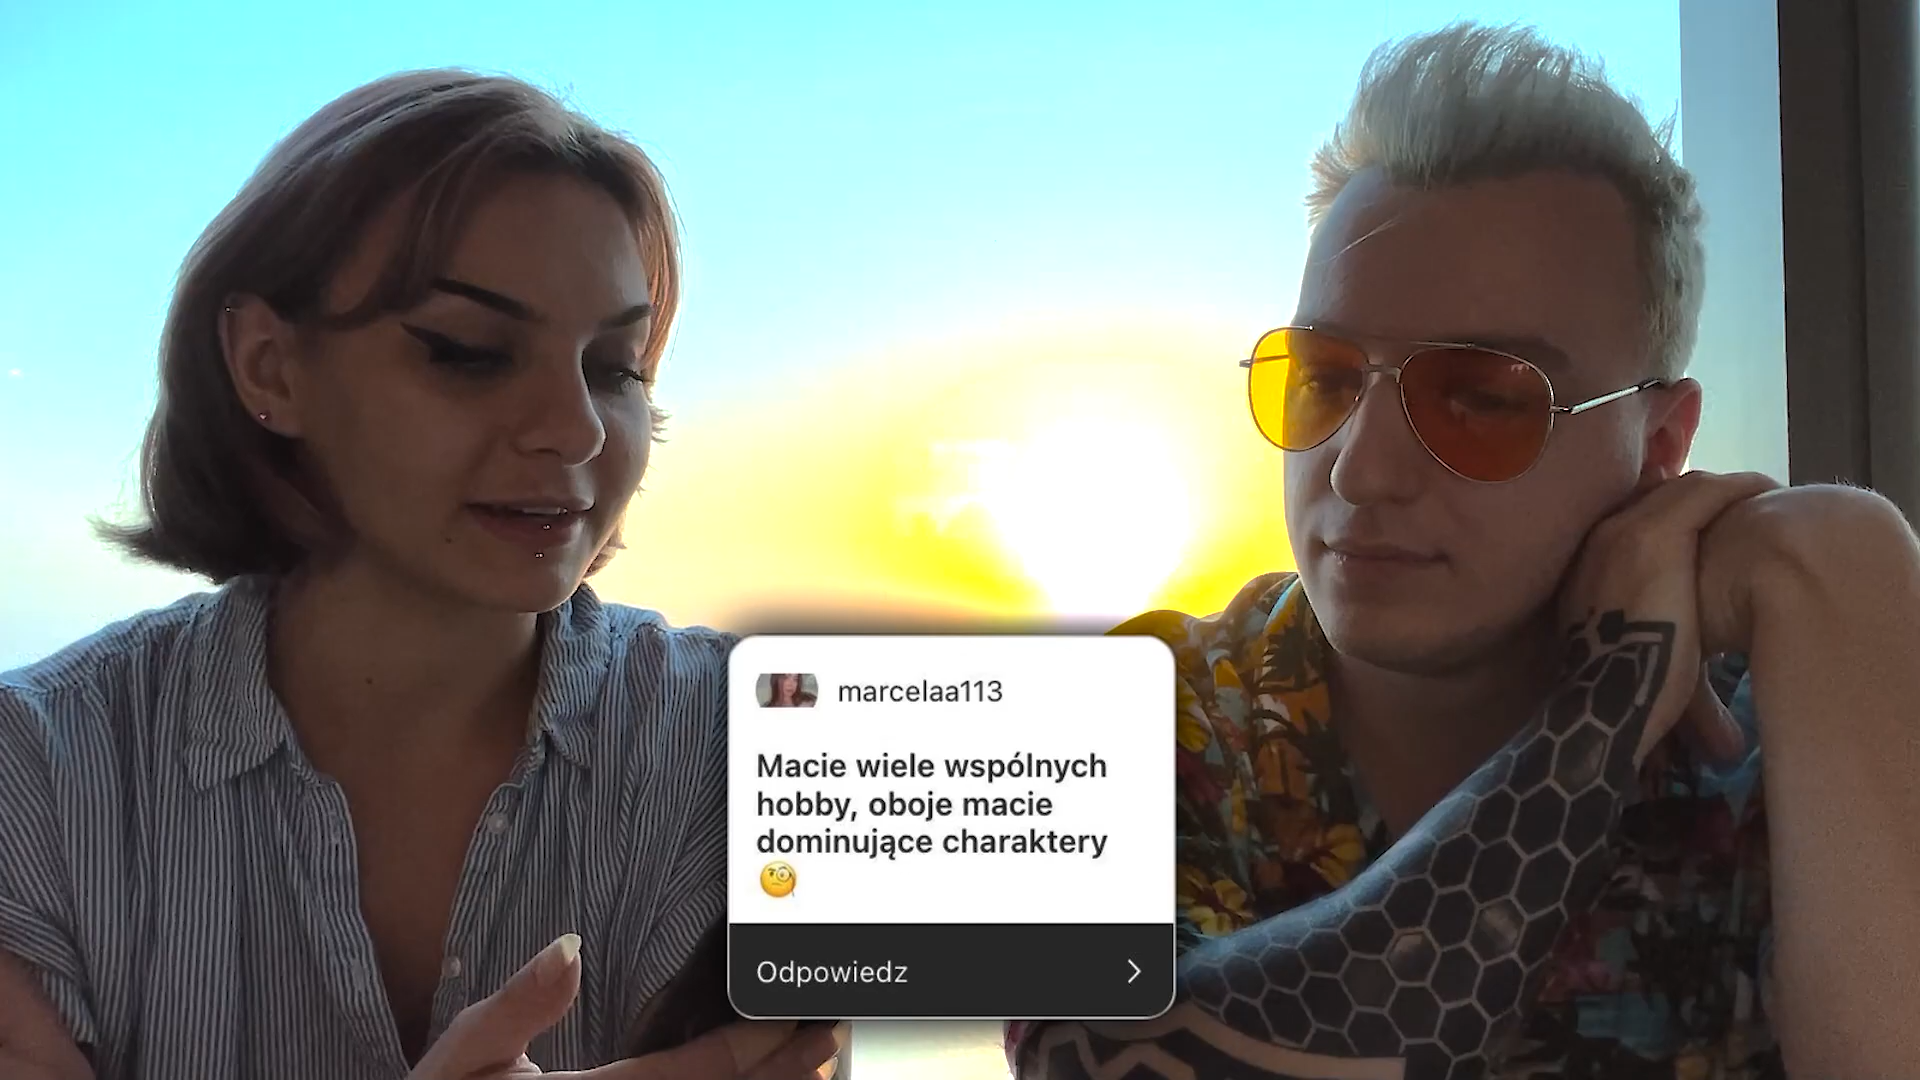 marcelaa113
Macie wiele wspólnych
hobby, oboje macie
dominujące charaktery
🧐
Odpowiedz